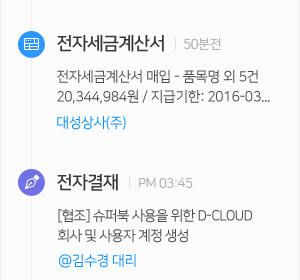 전자세금계산서 | 50분전
전자세금계산서 매입 - 품목명 외 5건
20,344,984원 / 지급기한: 2016-03...
대성상사(주)
전자결재 | PM 03:45
[협조] 슈퍼북 사용을 위한 D-CLOUD
회사 및 사용자 계정 생성
@김수경 대리